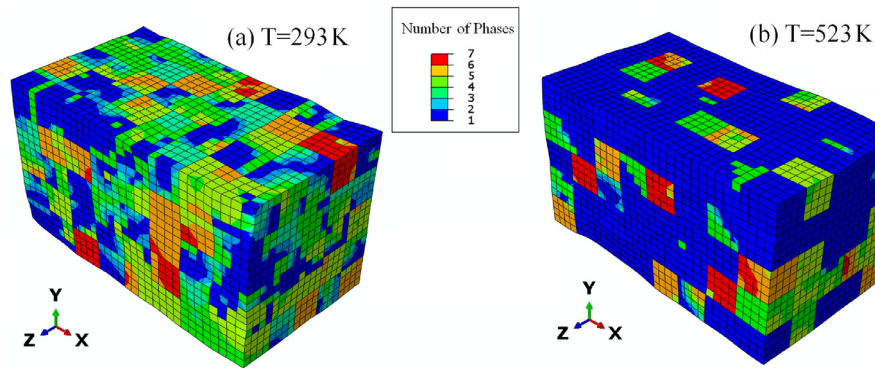 (a) T=293 K
Number of Phases
7
6
5
4
3
2
1
(b) T=523 K
Y
Z
X
Y
Z
X